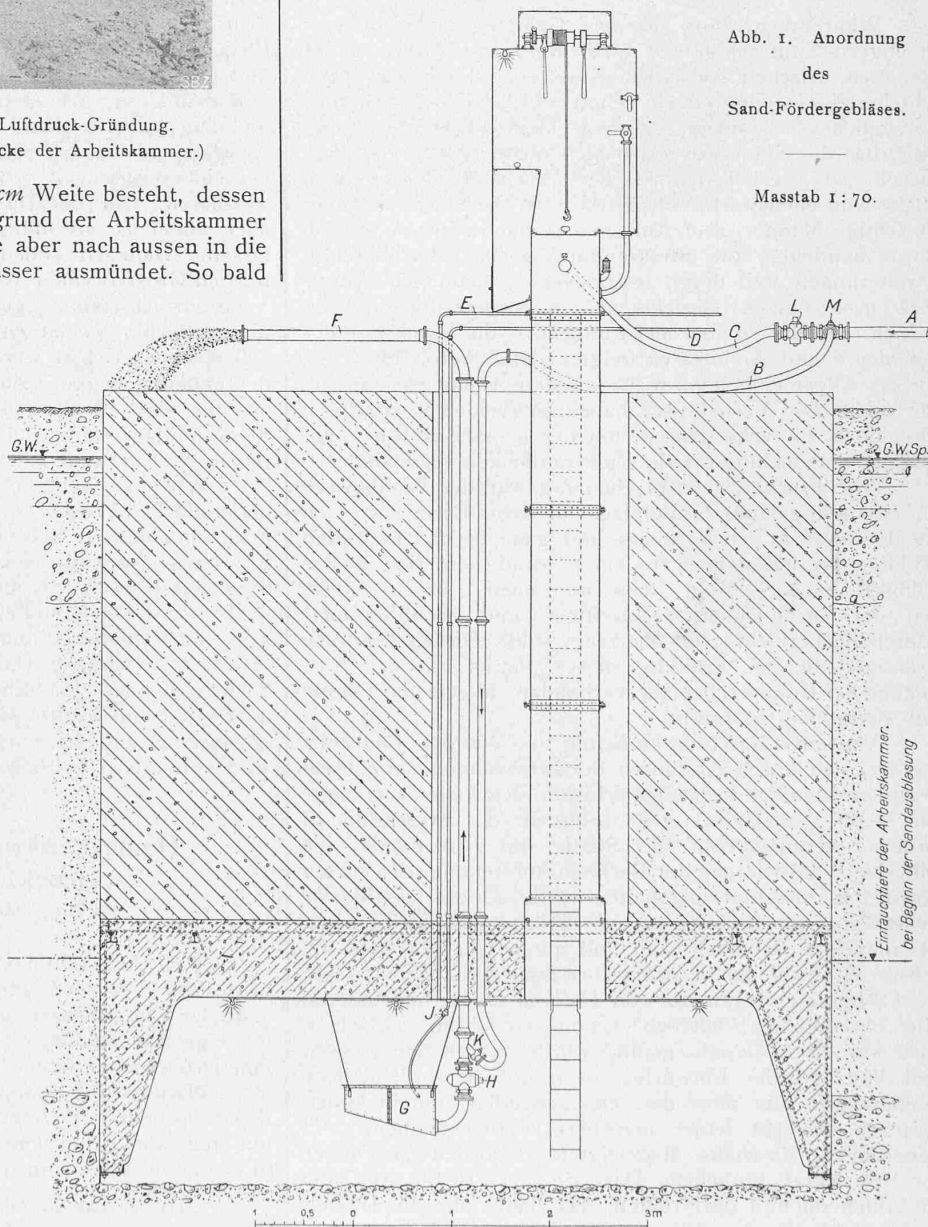 SBZ
Luftdruck-Gründung.
cke der Arbeitskammer.)
cm Weite besteht, dessen
grund der Arbeitskammer
aber nach aussen in die
asser ausmündet. So bald
Abb. 1. Anordnung
des
Sand-Fördergebläses.
Masstab 1 : 70.
E
F
L
M
A
D
C
B
G.W.
G.W.Sp.
Eintauchtiefe der Arbeitskammer.
bei Beginn der Sandausblasung
J
K
H
G
1
0,5
0
1
2
3 m